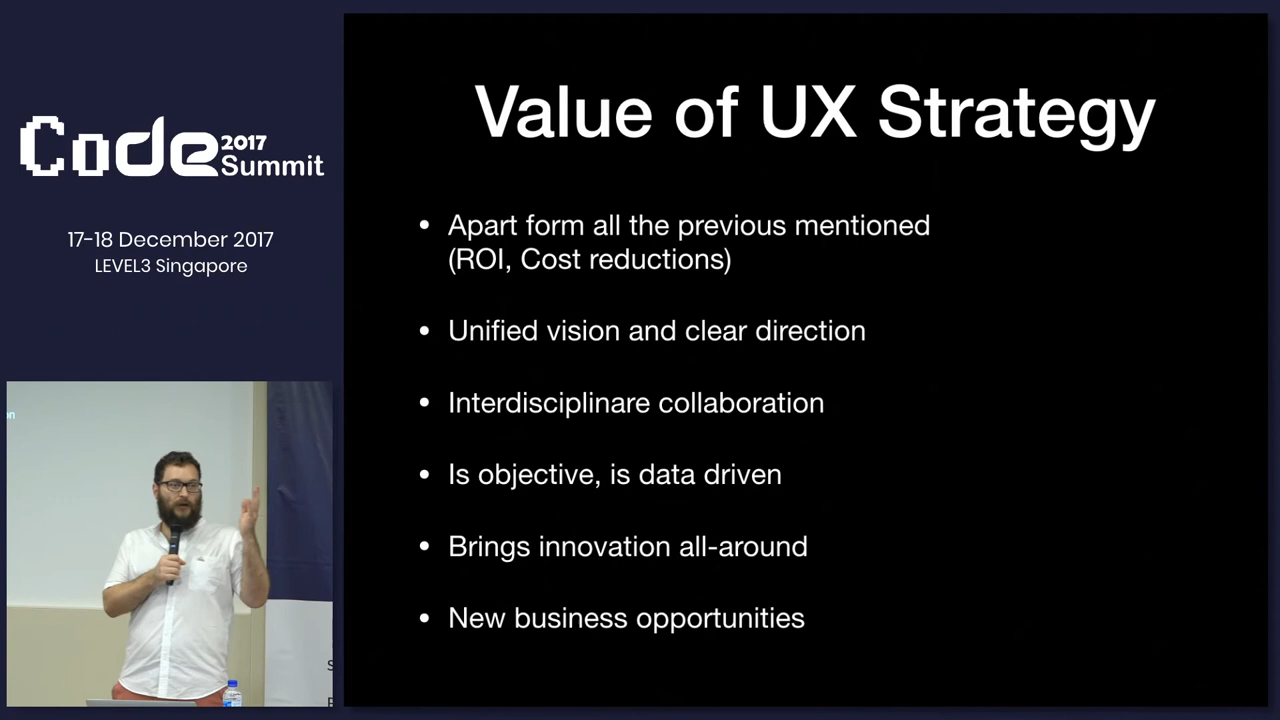 Code 2017
Summit
17-18 December 2017
LEVEL3 Singapore
Value of UX Strategy
• Apart form all the previous mentioned
(ROI, Cost reductions)
• Unified vision and clear direction
• Interdisciplinare collaboration
• Is objective, is data driven
• Brings innovation all-around
• New business opportunities
on
S